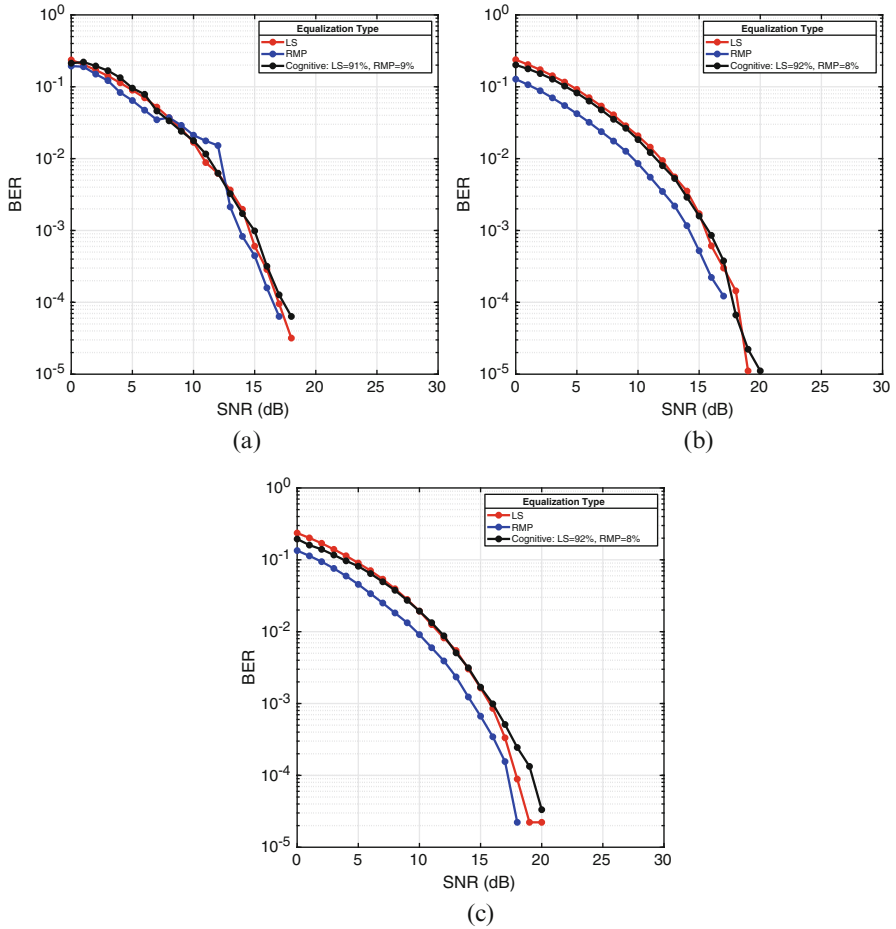 10^0
10^-1
10^-2
10^-3
10^-4
10^-5
BER
0 5 10 15 20 25 30
SNR (dB)
Equalization Type
LS
RMP
Cognitive: LS=91%, RMP=9%
(a)
10^0
10^-1
10^-2
10^-3
10^-4
10^-5
BER
0 5 10 15 20 25 30
SNR (dB)
Equalization Type
LS
RMP
Cognitive: LS=92%, RMP=8%
(b)
10^0
10^-1
10^-2
10^-3
10^-4
10^-5
BER
0 5 10 15 20 25 30
SNR (dB)
Equalization Type
LS
RMP
Cognitive: LS=92%, RMP=8%
(c)